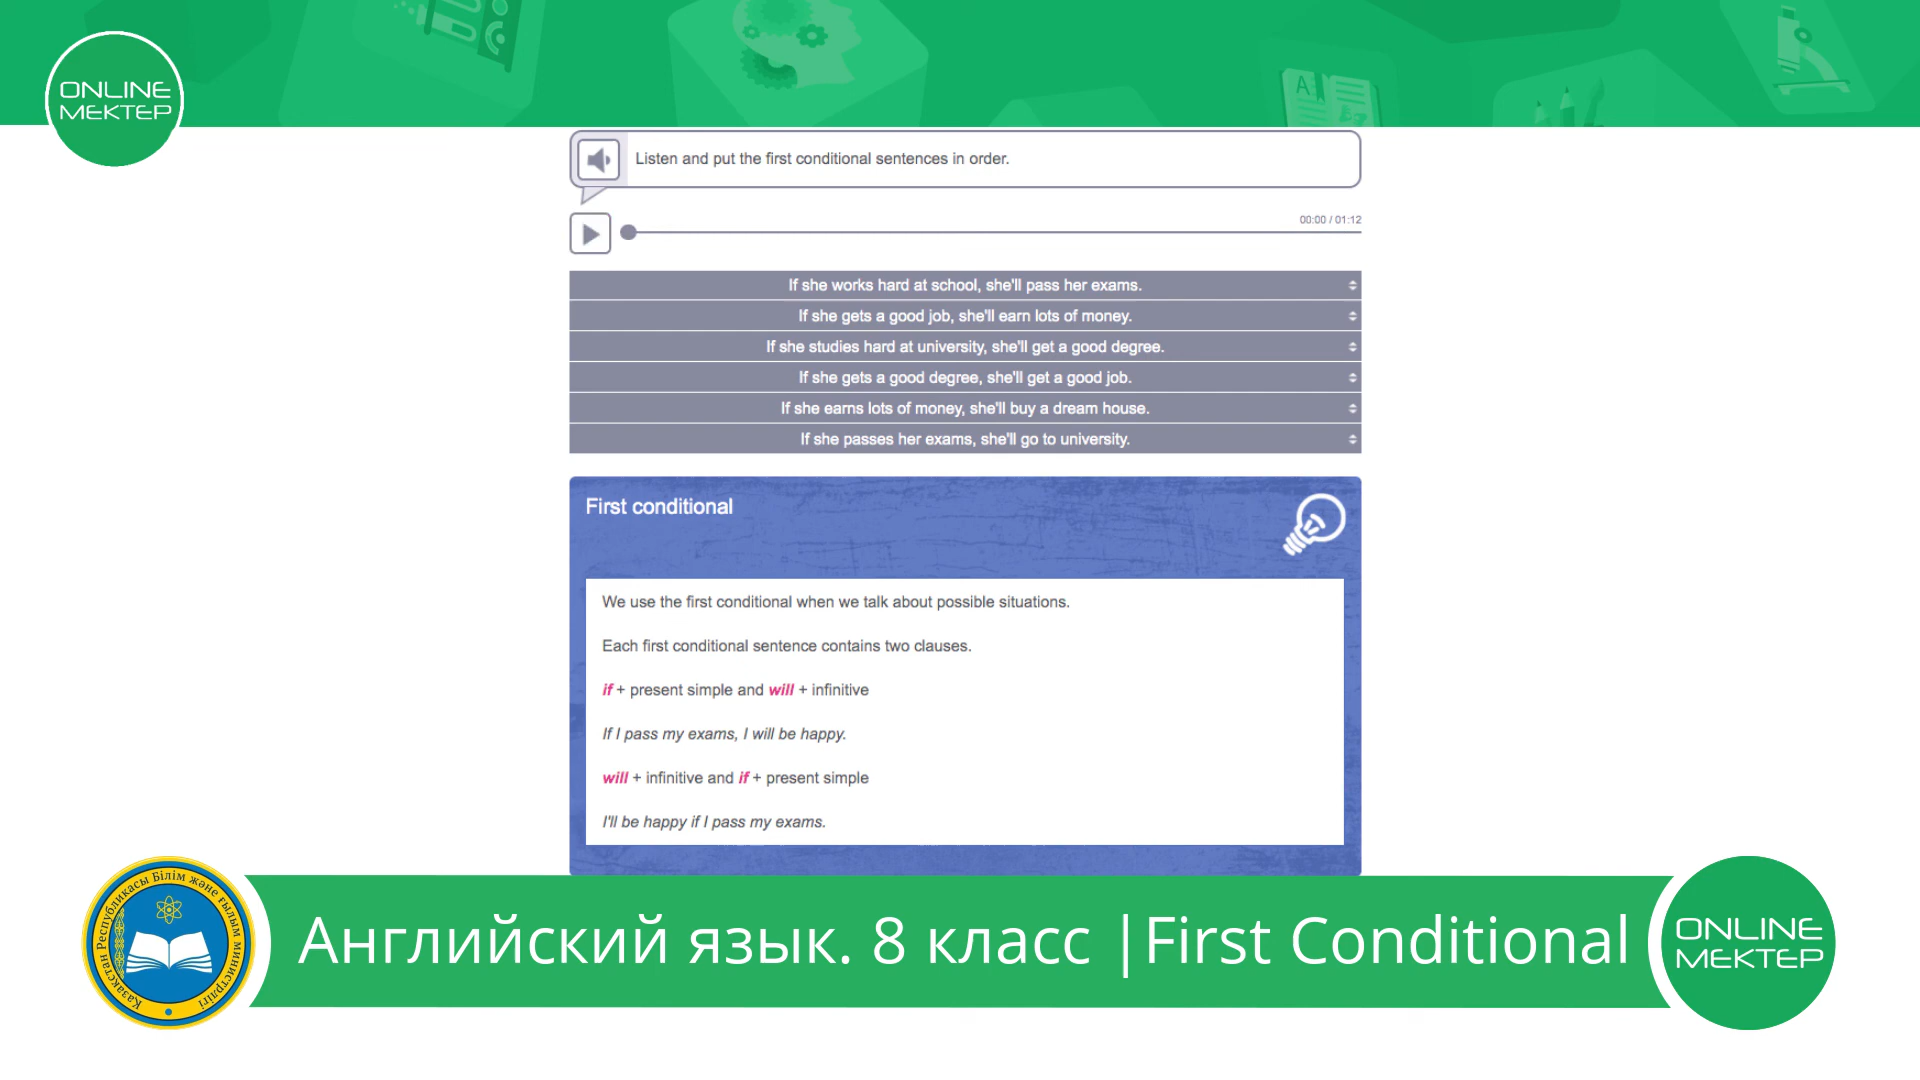 ONLINE
MEKTEP
Listen and put the first conditional sentences in order.
00:00 / 01:12
If she works hard at school, she'll pass her exams.
If she gets a good job, she'll earn lots of money.
If she studies hard at university, she'll get a good degree.
If she gets a good degree, she'll get a good job.
If she earns lots of money, she'll buy a dream house.
If she passes her exams, she'll go to university.
First conditional
We use the first conditional when we talk about possible situations.
Each first conditional sentence contains two clauses.
if + present simple and will + infinitive
If I pass my exams, I will be happy.
will + infinitive and if + present simple
I'll be happy if I pass my exams.
Қазақстан Республикасы Білім және ғылым министрлігі
Английский язык. 8 класс |First Conditional
ONLINE
MEKTEP